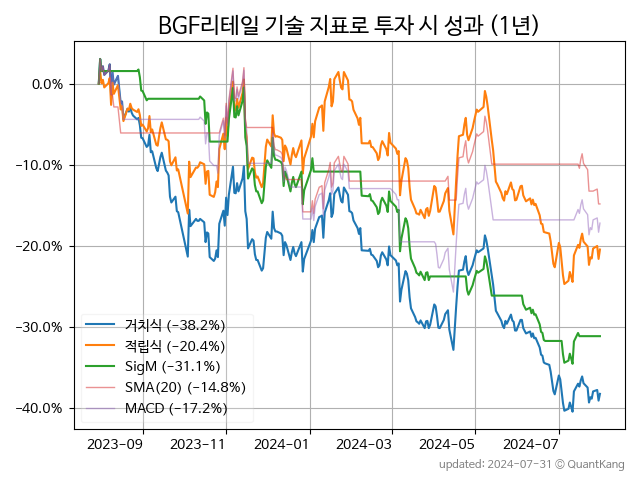 BGF리테일 기술 지표로 투자 시 성과 (1년)
0.0%
−10.0%
−20.0%
−30.0%
−40.0%
거치식 (−38.2%)
적립식 (−20.4%)
SigM (−31.1%)
SMA(20) (−14.8%)
MACD (−17.2%)
2023−09 2023−11 2024−01 2024−03 2024−05 2024−07
updated: 2024-07-31 © QuantKang